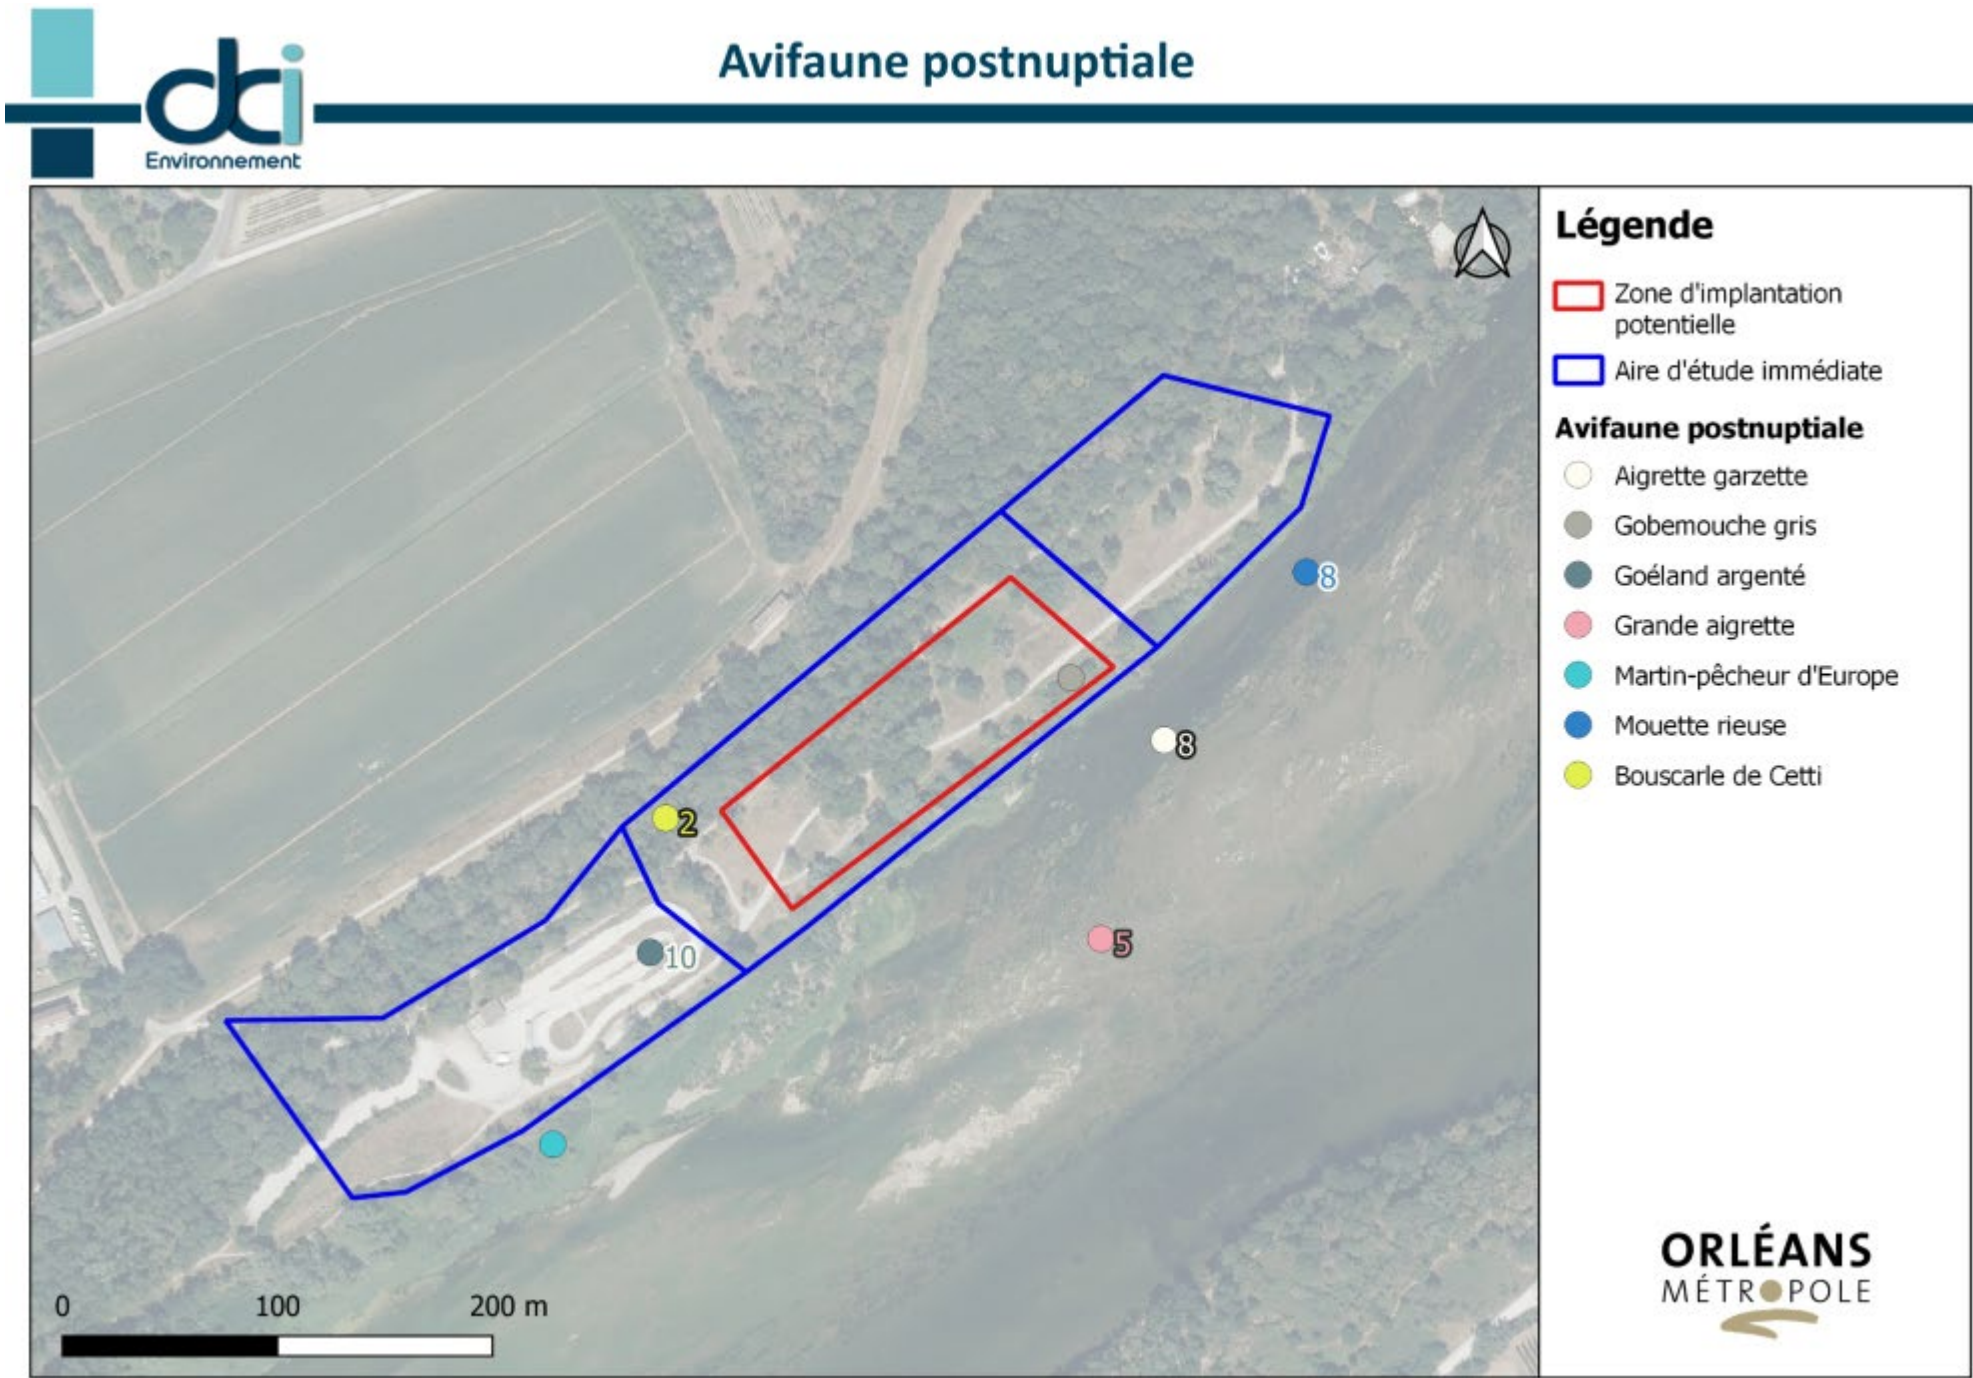 dci
Environnement
Avifaune postnuptiale
Légende
Zone d'implantation
potentielle
Aire d'étude immédiate
Avifaune postnuptiale
Aigrette garzette
Gobemouche gris
Goéland argenté
Grande aigrette
Martin-pêcheur d'Europe
Mouette rieuse
Bouscarle de Cetti
8
8
2
5
10
0 100 200 m
ORLÉANS
MÉTROPOLE